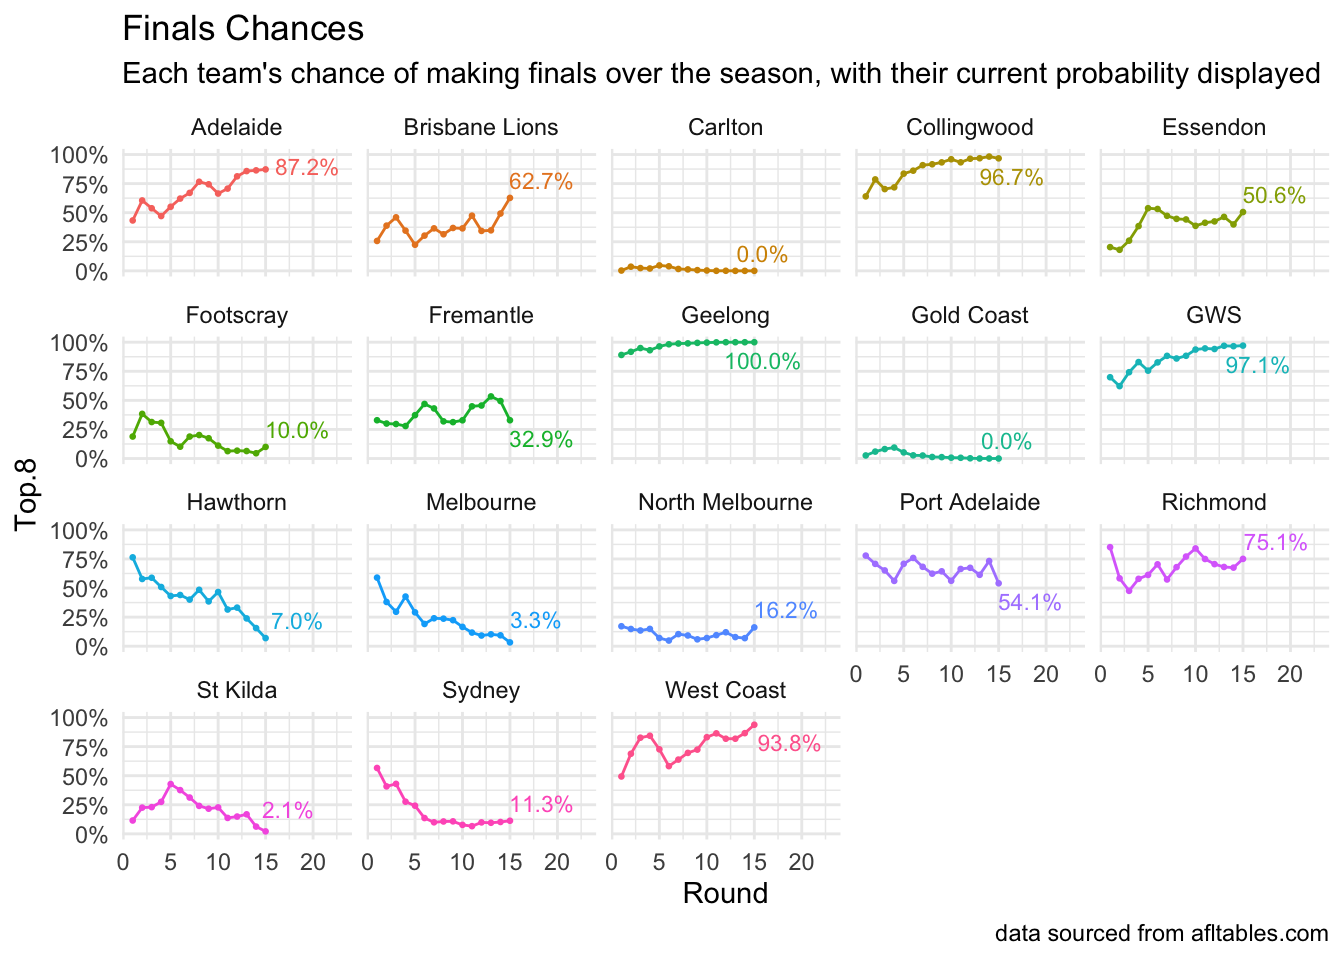 Finals Chances
Each team's chance of making finals over the season, with their current probability displayed
Adelaide Brisbane Lions Carlton Collingwood Essendon
100%
75%
50%
25%
0%
87.2% 62.7% 0.0% 96.7% 50.6%
Footscray Fremantle Geelong Gold Coast GWS
100%
75%
50%
25%
0%
10.0% 32.9% 100.0% 0.0% 97.1%
Top.8
Hawthorn Melbourne North Melbourne Port Adelaide Richmond
100%
75%
50%
25%
0%
7.0% 3.3% 16.2% 54.1% 75.1%
0 5 10 15 20 0 5 10 15 20
St Kilda Sydney West Coast
100%
75%
50%
25%
0%
2.1% 11.3% 93.8%
0 5 10 15 20 0 5 10 15 20 0 5 10 15 20
Round
data sourced from afltables.com